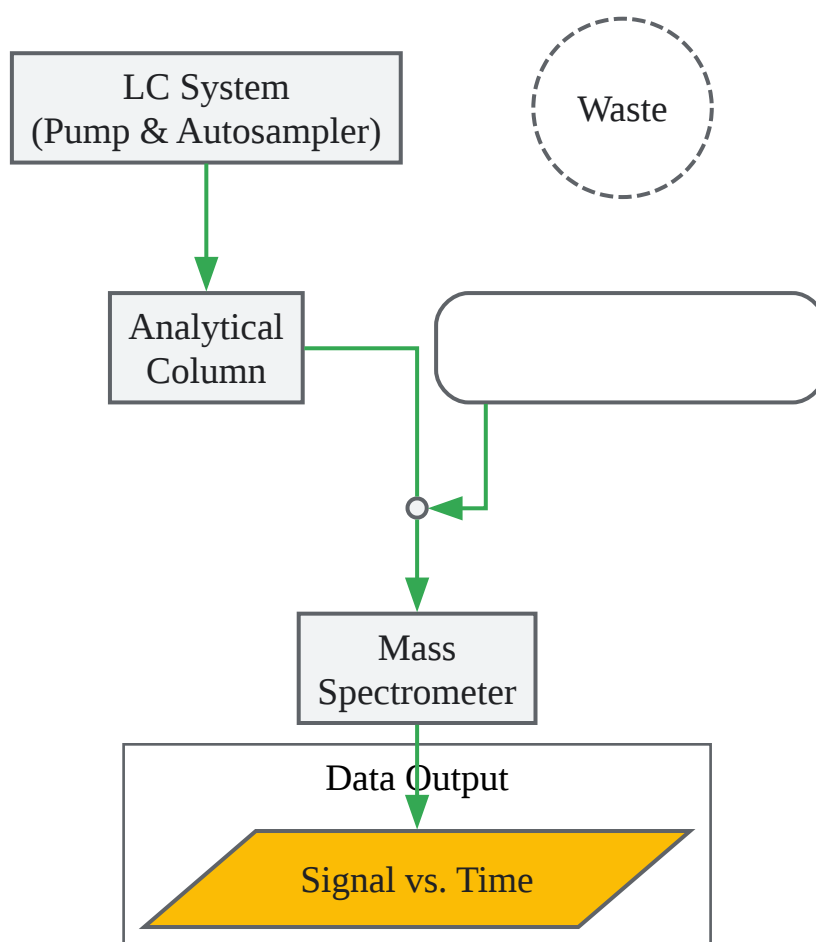 LC System
(Pump & Autosampler)
Waste
Analytical
Column
Mass
Spectrometer
Data Output
Signal vs. Time